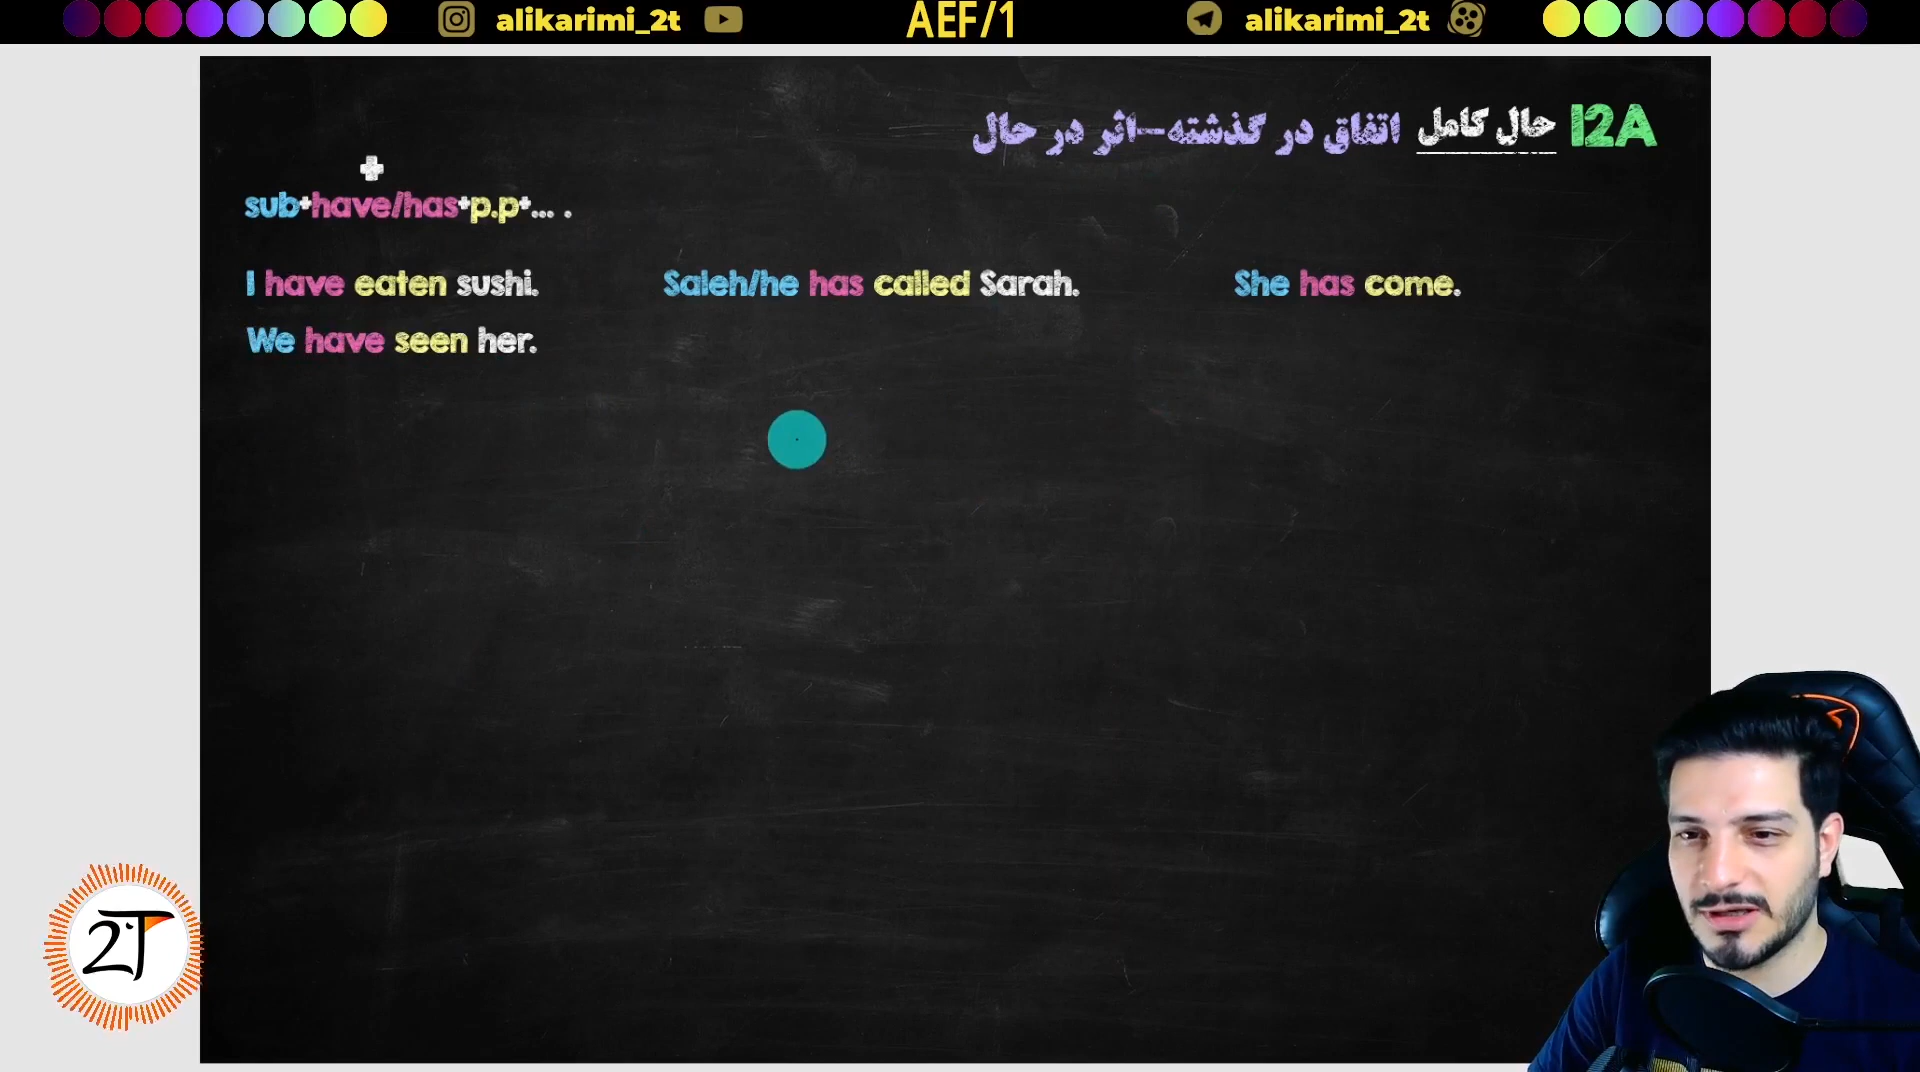 alikarimi_2t AEF/1 alikarimi_2t
12A حال کامل اتفاق در گذشته-اثر در حال
+
sub+have/has+p.p+... .
I have eaten sushi. Saleh/he has called Sarah. She has come.
We have seen her.
2T